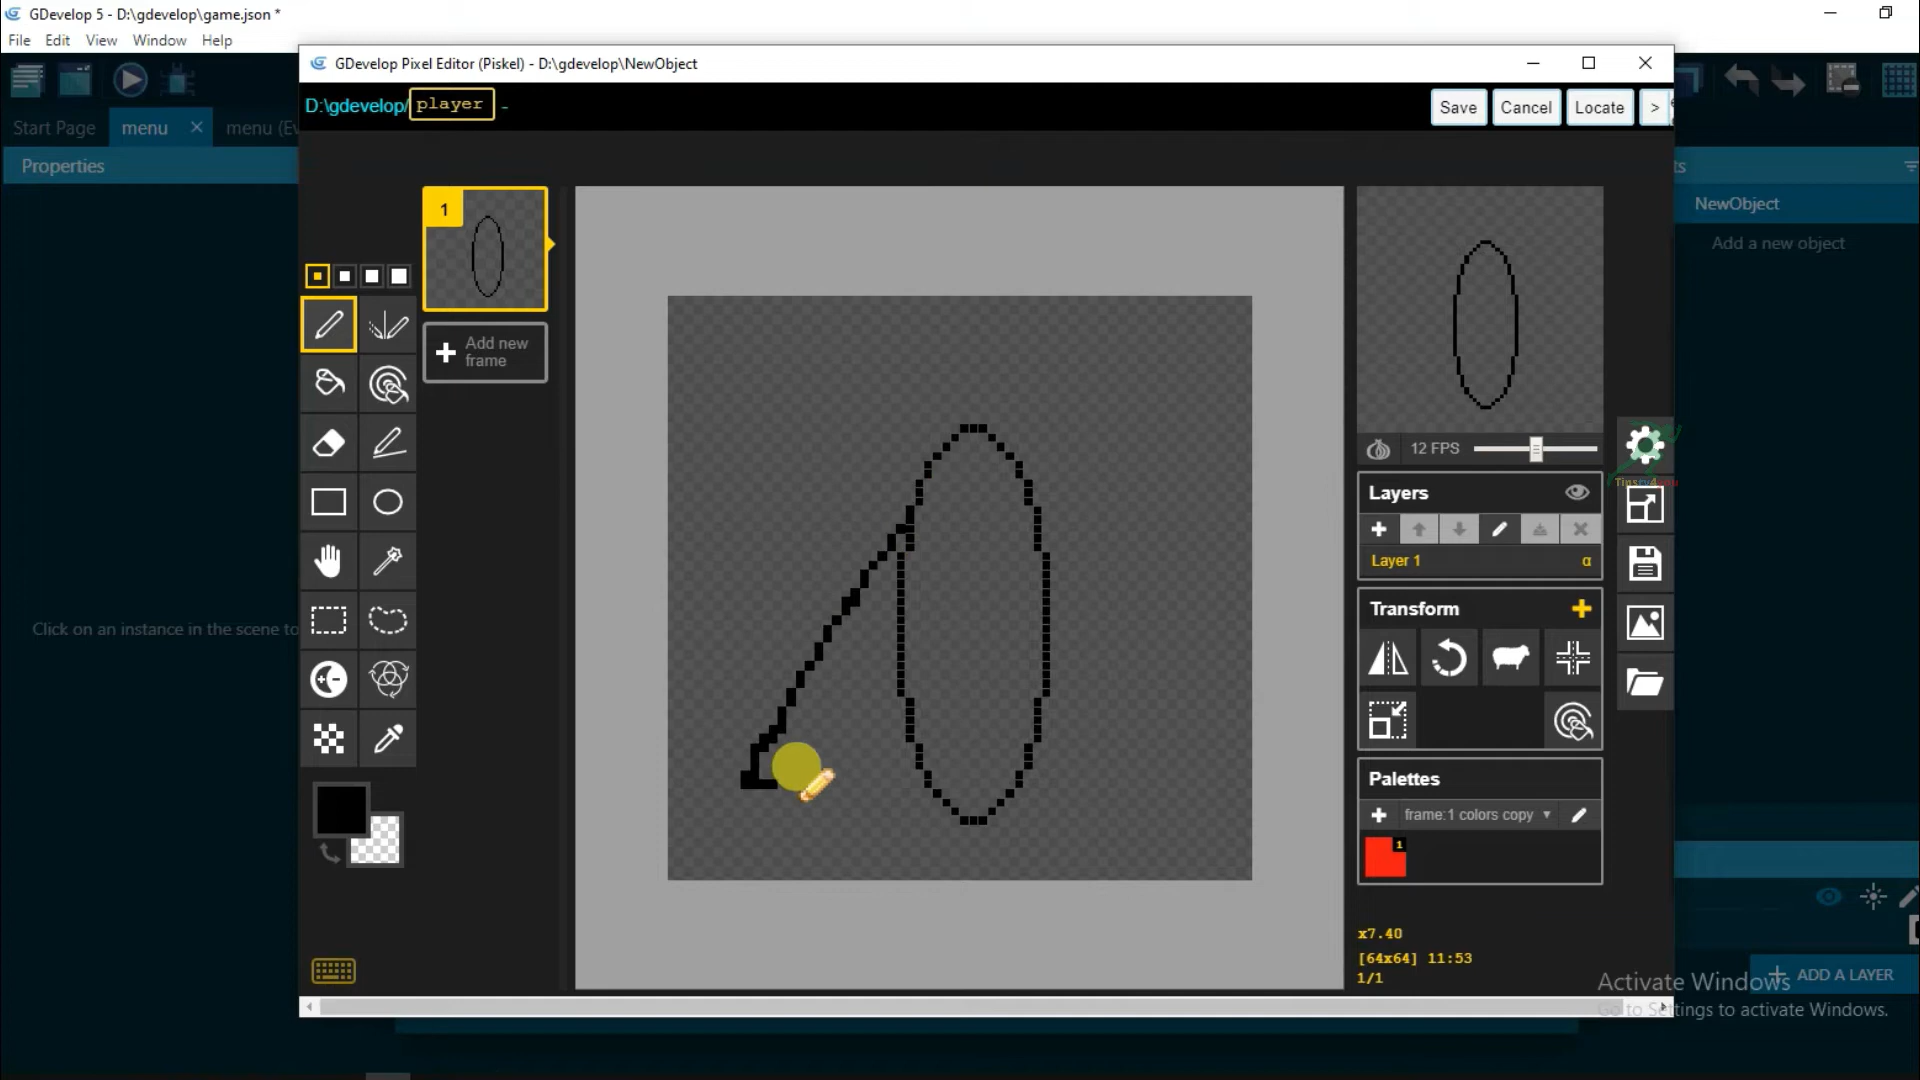 GDevelop 5 - D:\gdevelop\game.json *
File Edit View Window Help
GDevelop Pixel Editor (Piskel) - D:\gdevelop\NewObject
D:\gdevelop/ player -
Save Cancel Locate >
Start Page menu × menu (Ev
Properties
1
Add new
frame
NewObject
Add a new object
12 FPS
Layers
Layer 1 α
Click on an instance in the scene to
Transform
Palettes
frame:1 colors copy
1
x7.40
[64x64] 11:53
1/1
ADD A LAYER
Activate Windows
Go to Settings to activate Windows.